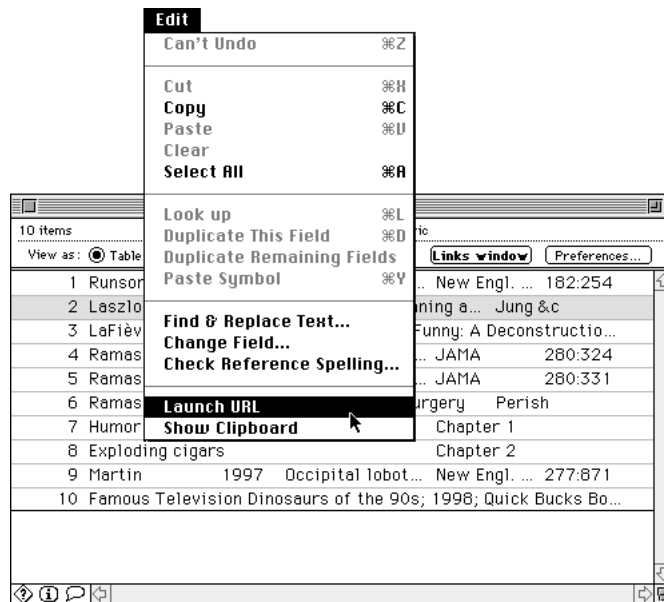 Edit
Can't Undo ⌘Z
Cut ⌘X
Copy ⌘C
Paste ⌘V
Clear
Select All ⌘A
Look up ⌘L
Duplicate This Field ⌘D
Duplicate Remaining Fields
Paste Symbol ⌘Y
Find & Replace Text...
Change Field...
Check Reference Spelling...
Launch URL
Show Clipboard
10 items ric
View as: Table Links window Preferences...
1 Runsor ... New Engl. ... 182:254
2 Laszlo ning a... Jung &c
3 LaFièv Funny: A Deconstructio...
4 Ramas ... JAMA 280:324
5 Ramas ... JAMA 280:331
6 Ramas urgery Perish
7 Humor Chapter 1
8 Exploding cigars Chapter 2
9 Martin 1997 Occipital lobot... New Engl. ... 277:871
10 Famous Television Dinosaurs of the 90s; 1998; Quick Bucks Bo...